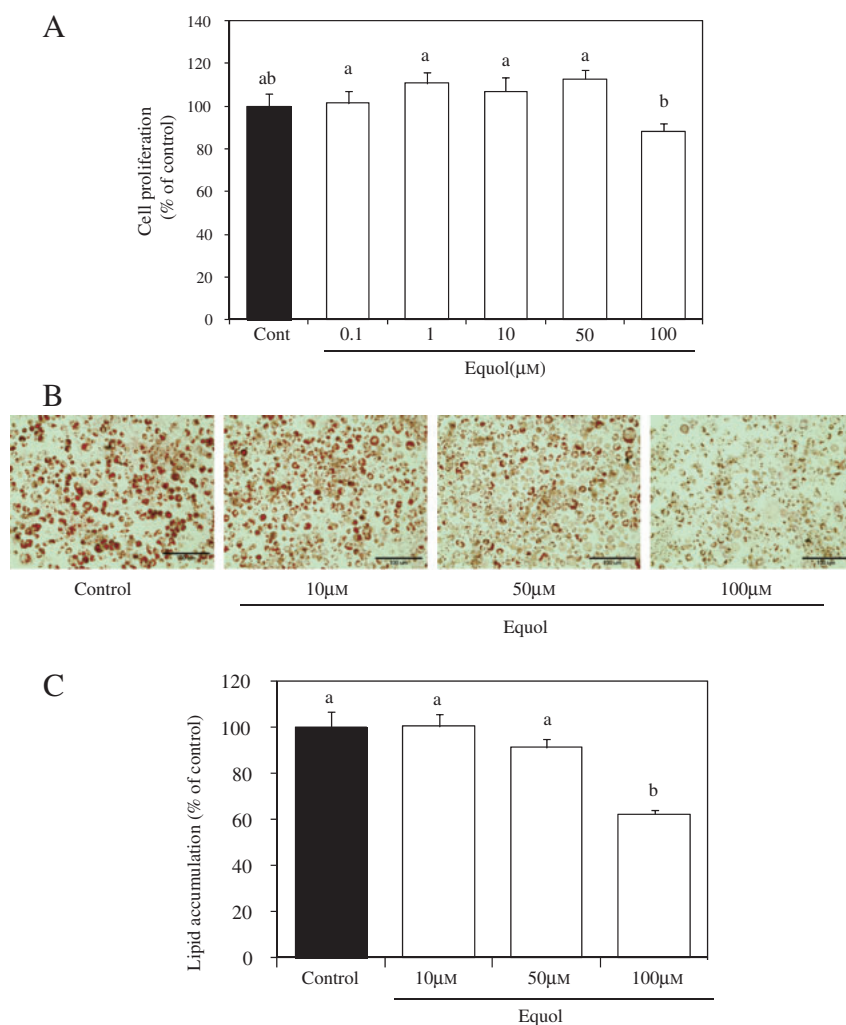 A
140
120
100
80
60
40
20
0
Cell proliferation
(% of control)
ab
a
a
a
a
b
Cont
0.1
1
10
50
100
Equol(μM)
B
Control
10μM
50μM
100μM
Equol
C
120
100
80
60
40
20
0
Lipid accumulation (% of control)
a
a
a
b
Control
10μM
50μM
100μM
Equol